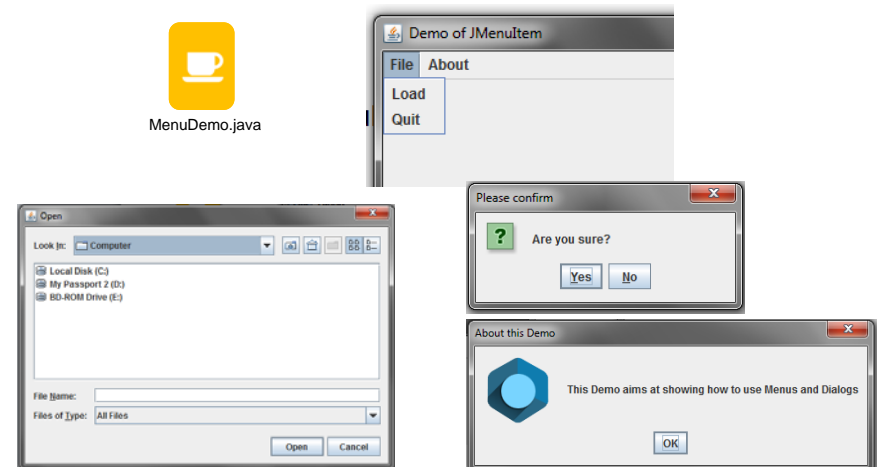 MenuDemo.java
Demo of JMenuItem
File About
Load
Quit
Open
Look In: Computer
Local Disk (C:)
My Passport 2 (D:)
BD-ROM Drive (E:)
File Name:
Files of Type: All Files
Open Cancel
Please confirm
Are you sure?
Yes No
About this Demo
This Demo aims at showing how to use Menus and Dialogs
OK